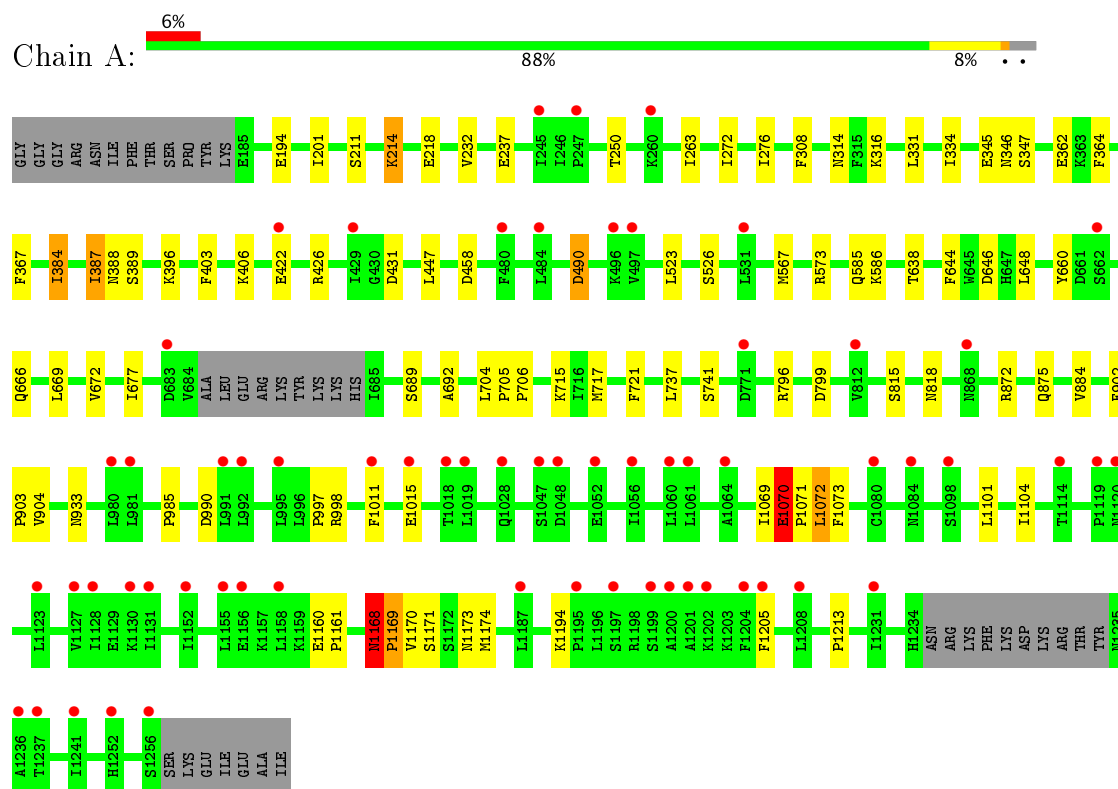 6%
Chain A:
88% 8% • •
GLY GLY GLY ARG ASN ILE PHE THR SER PRO TYR LYS E185 E194 I201 S211 K214 E218 V232 E237 I245 I246 P247 T250 K260 I263 I272 I276 F308 N314 F315 K316 L331 I334 E345 N346 S347 E362 K363 F364
F367 I384 I387 N388 S389 K396 F403 K406 E422 R426 I429 G430 D431 L447 D458 F480 L484 D490 K496 V497 L523 S526 L531 M567 R573 Q585 K586 T638 F644 W645 D646 H647 L648 Y660 D661 S662
Q666 L669 V672 I677 D683 V684 ALA LEU GLU ARG LYS TYR LYS LYS HIS I685 S689 A692 L704 P705 P706 K715 I716 M717 F721 L737 S741 D771 R796 D799 V812 S815 N818 N868 R872 Q875 V884
P903 V904 N933 L980 L981 P985 D990 L991 L992 L995 L996 P997 R998 F1011 E1015 T1018 L1019 Q1028 S1047 D1048 E1052 I1056 L1060 L1061 A1064 I1069 E1070 P1071 L1072 F1073 C1080 N1084 S1098 L1101 I1104 T1114 P1119
L1123 V1127 I1128 E1129 K1130 I1131 I1152 L1155 E1156 K1157 L1158 K1159 E1160 P1161 N1168 P1169 V1170 S1171 S1172 N1173 M1174 L1187 K1194 P1195 L1196 S1197 R1198 S1199 A1200 A1201 K1202 K1203 F1204 F1205 L1208 P1213 I1231 H1234 ASN ARG LYS PHE LYS ASP LYS ARG THR TYR N1235
A1236 T1237 I1241 H1252 S1256 SER LYS GLU ILE GLU ALA ILE